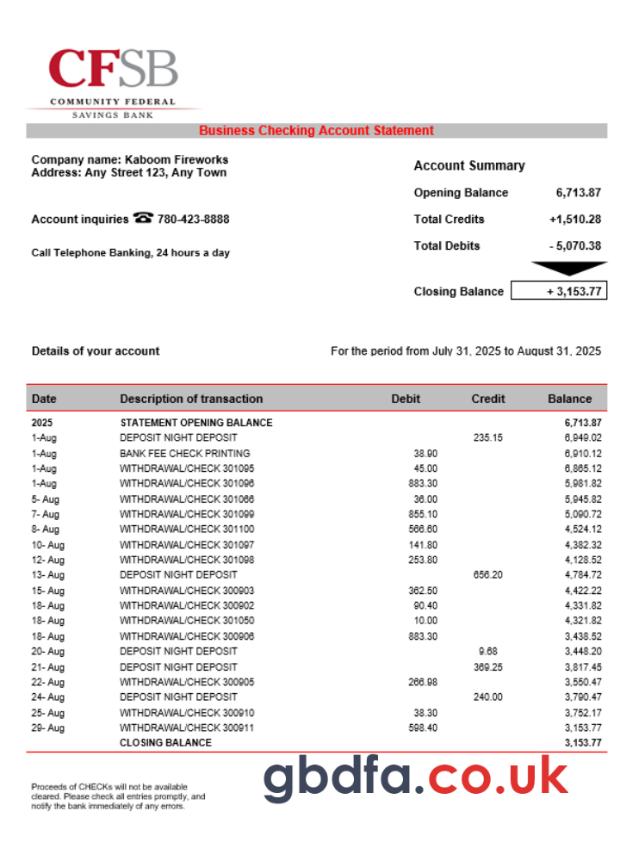 CFSB
COMMUNITY FEDERAL
SAVINGS BANK
Business Checking Account Statement
Company name: Kaboom Fireworks
Address: Any Street 123, Any Town
Account inquiries ☎ 780-423-8888
Call Telephone Banking, 24 hours a day
Account Summary
Opening Balance 6,713.87
Total Credits +1,510.28
Total Debits - 5,070.38
Closing Balance + 3,153.77
Details of your account For the period from July 31, 2025 to August 31, 2025
Date Description of transaction Debit Credit Balance
2025 STATEMENT OPENING BALANCE 6,713.87
1-Aug DEPOSIT NIGHT DEPOSIT 235.15 6,949.02
1-Aug BANK FEE CHECK PRINTING 38.90 6,910.12
1-Aug WITHDRAWAL/CHECK 301095 45.00 6,865.12
1-Aug WITHDRAWAL/CHECK 301096 883.30 5,981.82
5- Aug WITHDRAWAL/CHECK 301066 36.00 5,945.82
7- Aug WITHDRAWAL/CHECK 301099 855.10 5,090.72
8- Aug WITHDRAWAL/CHECK 301100 566.60 4,524.12
10- Aug WITHDRAWAL/CHECK 301097 141.80 4,382.32
12- Aug WITHDRAWAL/CHECK 301098 253.80 4,128.52
13- Aug DEPOSIT NIGHT DEPOSIT 656.20 4,784.72
15- Aug WITHDRAWAL/CHECK 300903 362.50 4,422.22
18- Aug WITHDRAWAL/CHECK 300902 90.40 4,331.82
18- Aug WITHDRAWAL/CHECK 301050 10.00 4,321.82
18- Aug WITHDRAWAL/CHECK 300906 883.30 3,438.52
20- Aug DEPOSIT NIGHT DEPOSIT 9.68 3,448.20
21- Aug DEPOSIT NIGHT DEPOSIT 369.25 3,817.45
22- Aug WITHDRAWAL/CHECK 300905 266.98 3,550.47
24- Aug DEPOSIT NIGHT DEPOSIT 240.00 3,790.47
25- Aug WITHDRAWAL/CHECK 300910 38.30 3,752.17
29- Aug WITHDRAWAL/CHECK 300911 598.40 3,153.77
CLOSING BALANCE 3,153.77
gbdfa.co.uk
Proceeds of CHECKs will not be available
cleared. Please check all entries promptly, and
notify the bank immediately of any errors.